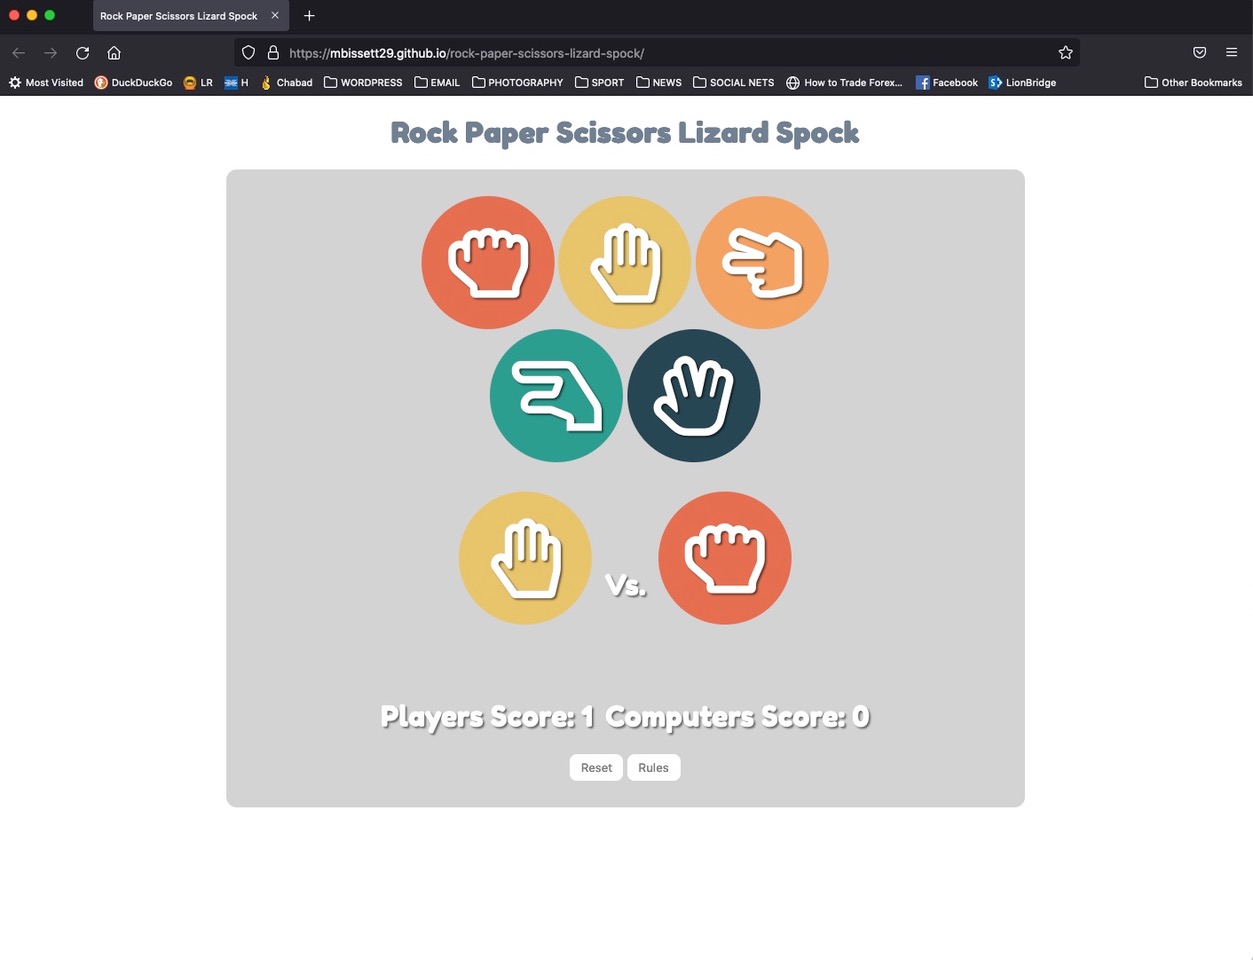 Rock Paper Scissors Lizard Spock
https://mbissett29.github.io/rock-paper-scissors-lizard-spock/
Most Visited DuckDuckGo LR H Chabad WORDPRESS EMAIL PHOTOGRAPHY SPORT NEWS SOCIAL NETS How to Trade Forex... Facebook LionBridge Other Bookmarks
Rock Paper Scissors Lizard Spock
Vs.
Players Score: 1 Computers Score: 0
Reset Rules